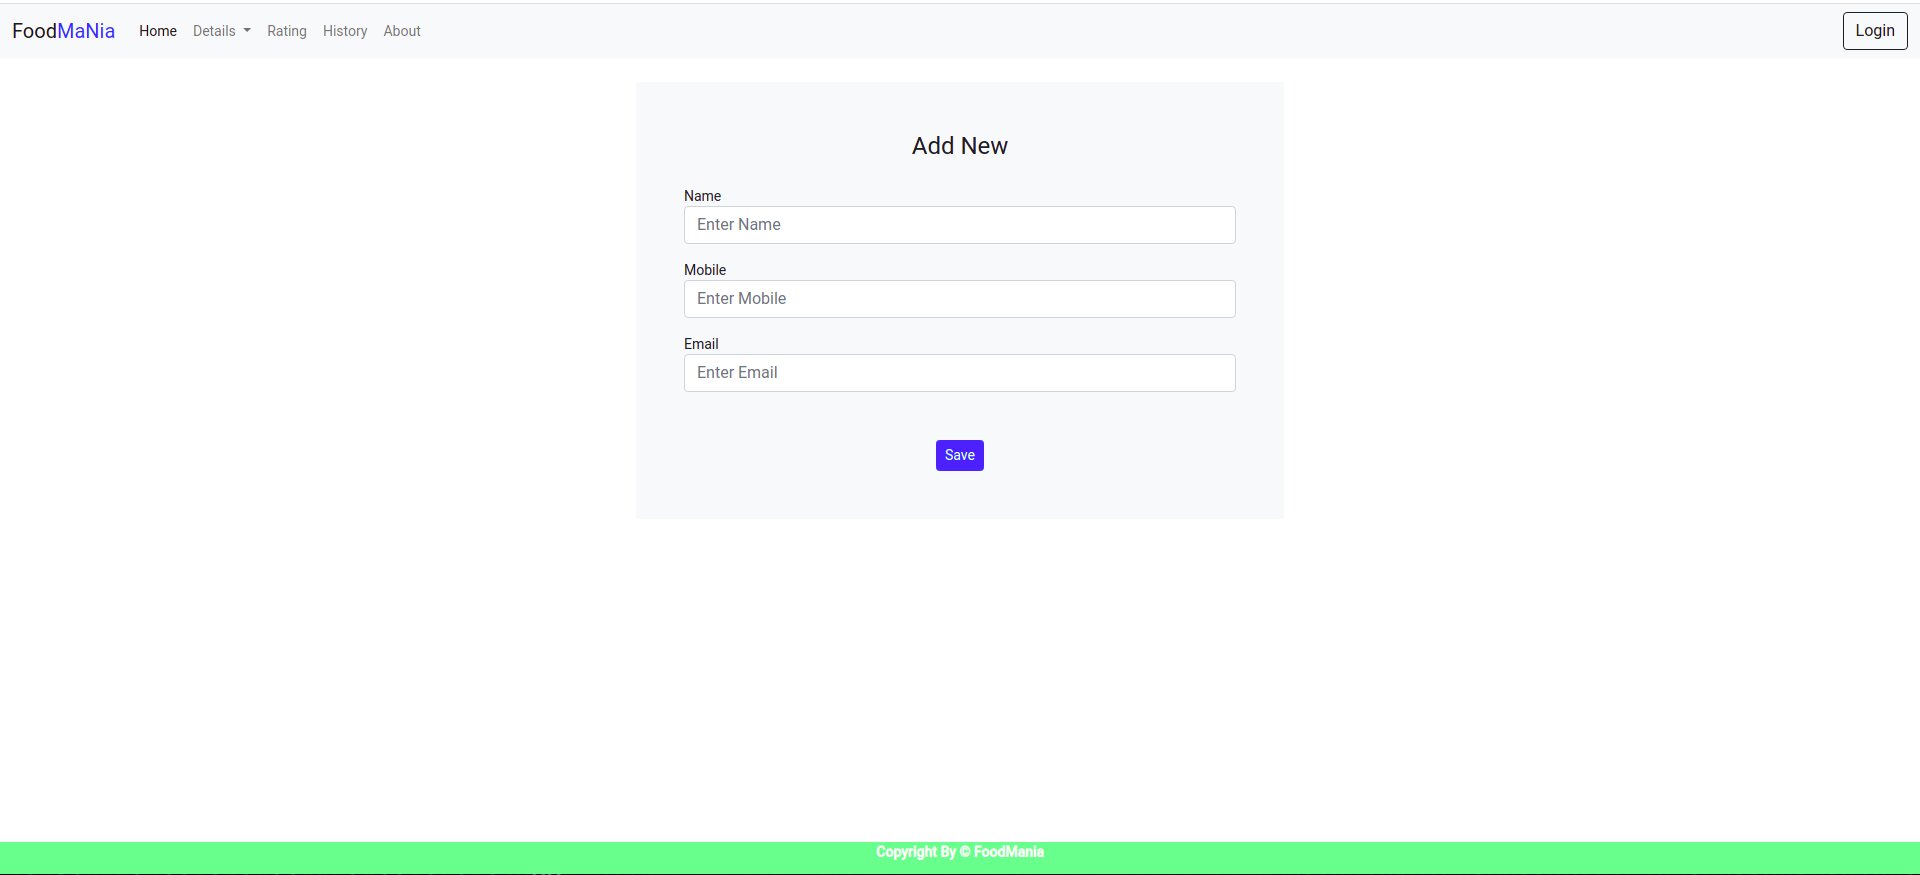 FoodMaNia Home Details Rating History About Login
Add New
Name
Enter Name
Mobile
Enter Mobile
Email
Enter Email
Save
Copyright By © FoodMania